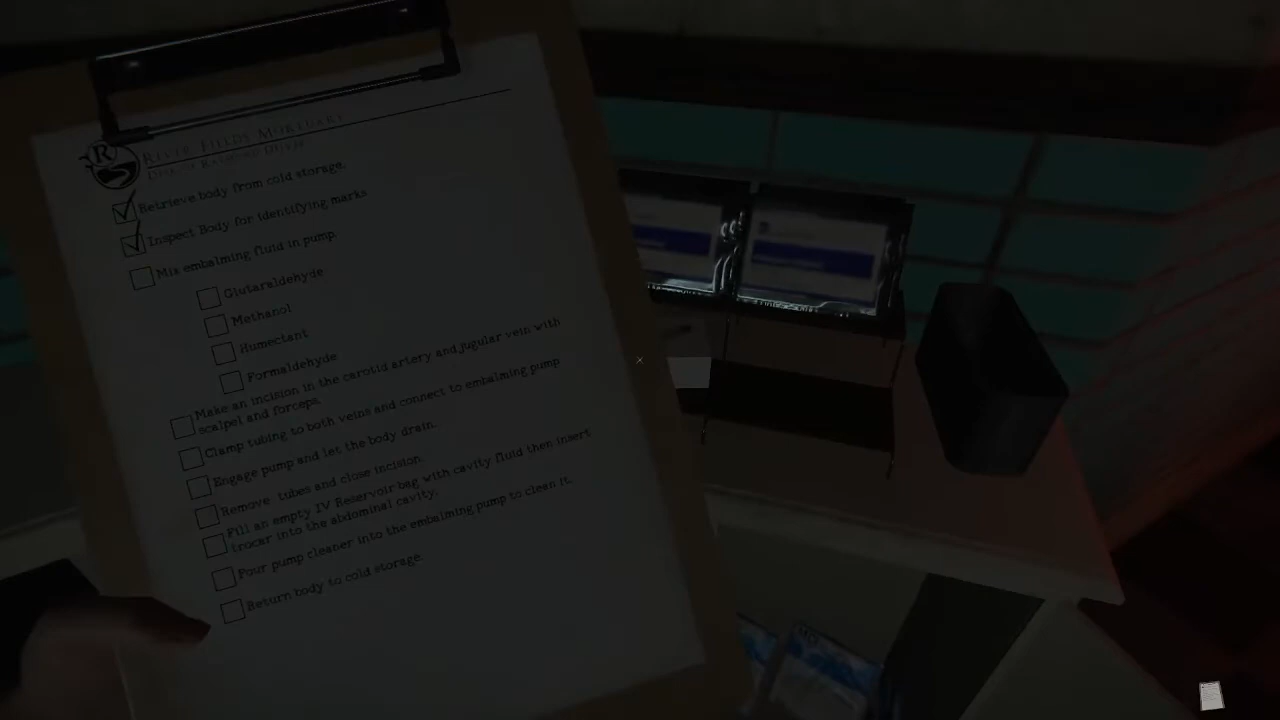 RIVER FIELDS MORTUARY
Retrieve body from cold storage.
Inspect Body for identifying marks
Mix embalming fluid in pump.
Glutaraldehyde
Methanol
Humectant
Formaldehyde
Make an incision in the carotid artery and jugular vein with
scalpel and forceps.
Clamp tubing to both veins and connect to embalming pump
Engage pump and let the body drain.
Remove tubes and close incision.
Fill an empty IV Reservoir bag with cavity fluid then insert
trocar into the abdominal cavity.
Pour pump cleaner into the embalming pump to clean it.
Return body to cold storage.